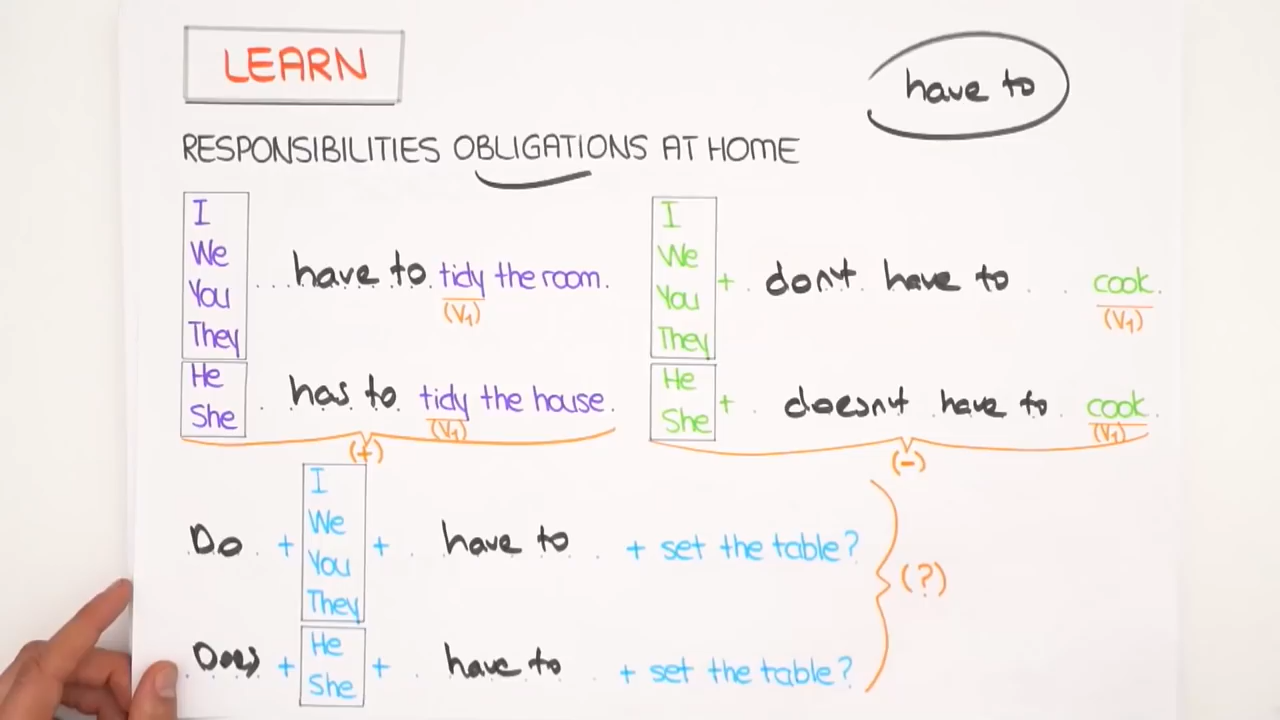 LEARN
have to
RESPONSIBILITIES OBLIGATIONS AT HOME
I
We
You
They
have to tidy the room.
(V1)
He
She
has to tidy the house.
(V1)
(+)
I
We
You
They
+ don't have to cook.
(V1)
He
She
+ doesn't have to cook.
(V1)
(-)
Do +
I
We
You
They
+ have to + set the table?
Does +
He
She
+ have to + set the table?
(?)